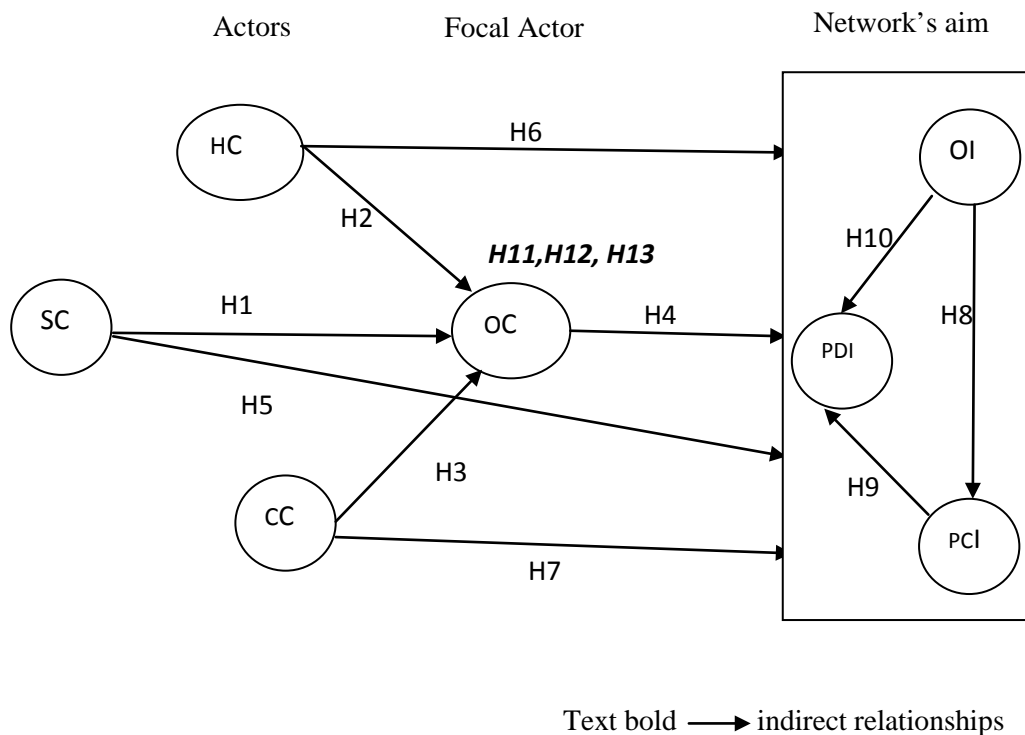 Actors
Focal Actor
Network’s aim
HC
H6
OI
H2
H10
H11,H12, H13
SC
H1
OC
H4
H8
PDI
H5
H3
H9
CC
PCI
H7
Text bold indirect relationships